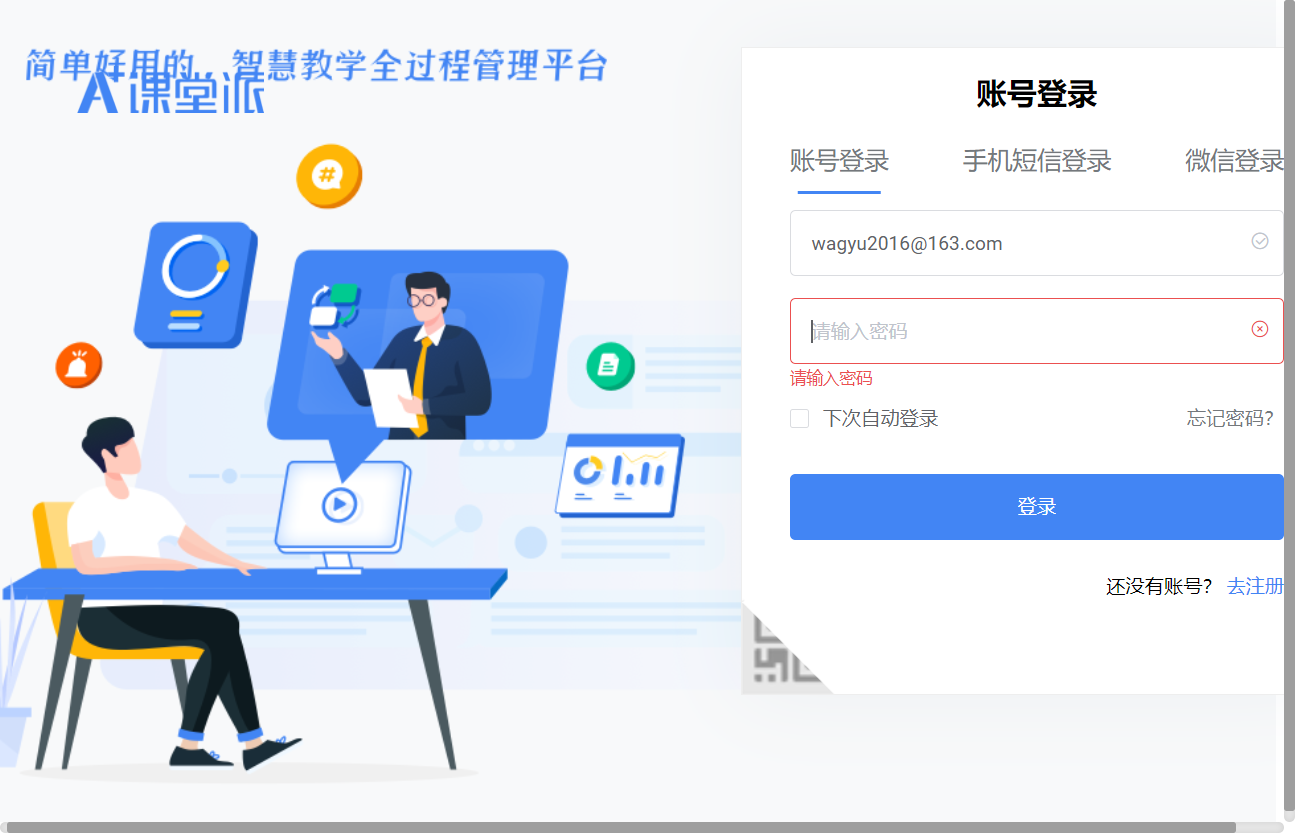 简单好用的，智慧教学全过程管理平台
课堂派
账号登录
账号登录 手机短信登录 微信登录
wagyu2016@163.com
请输入密码
请输入密码
下次自动登录 忘记密码?
登录
还没有账号? 去注册